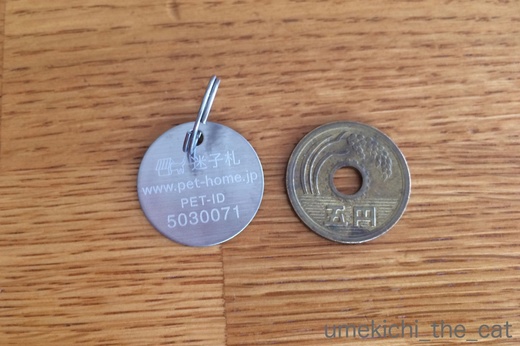 迷子札
www.pet-home.jp
PET-ID
5030071
五円
umekichi_the_cat